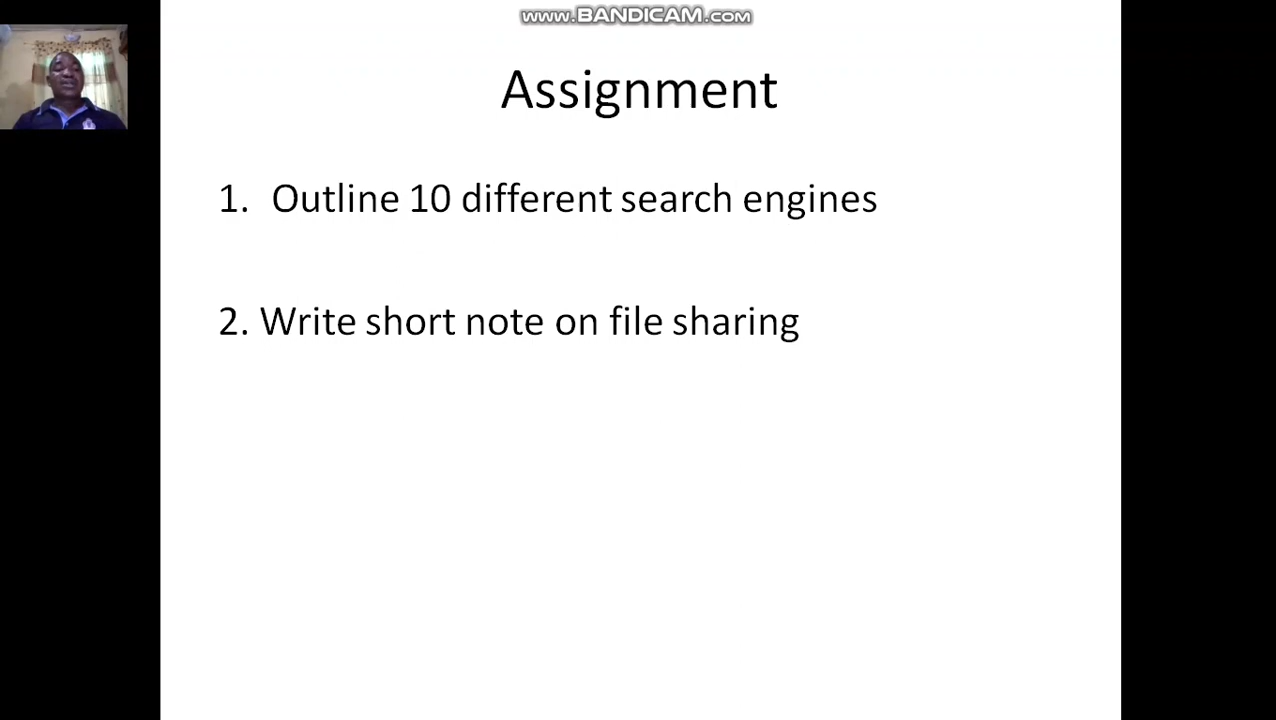 www.BANDICAM.com
Assignment
1. Outline 10 different search engines
2. Write short note on file sharing